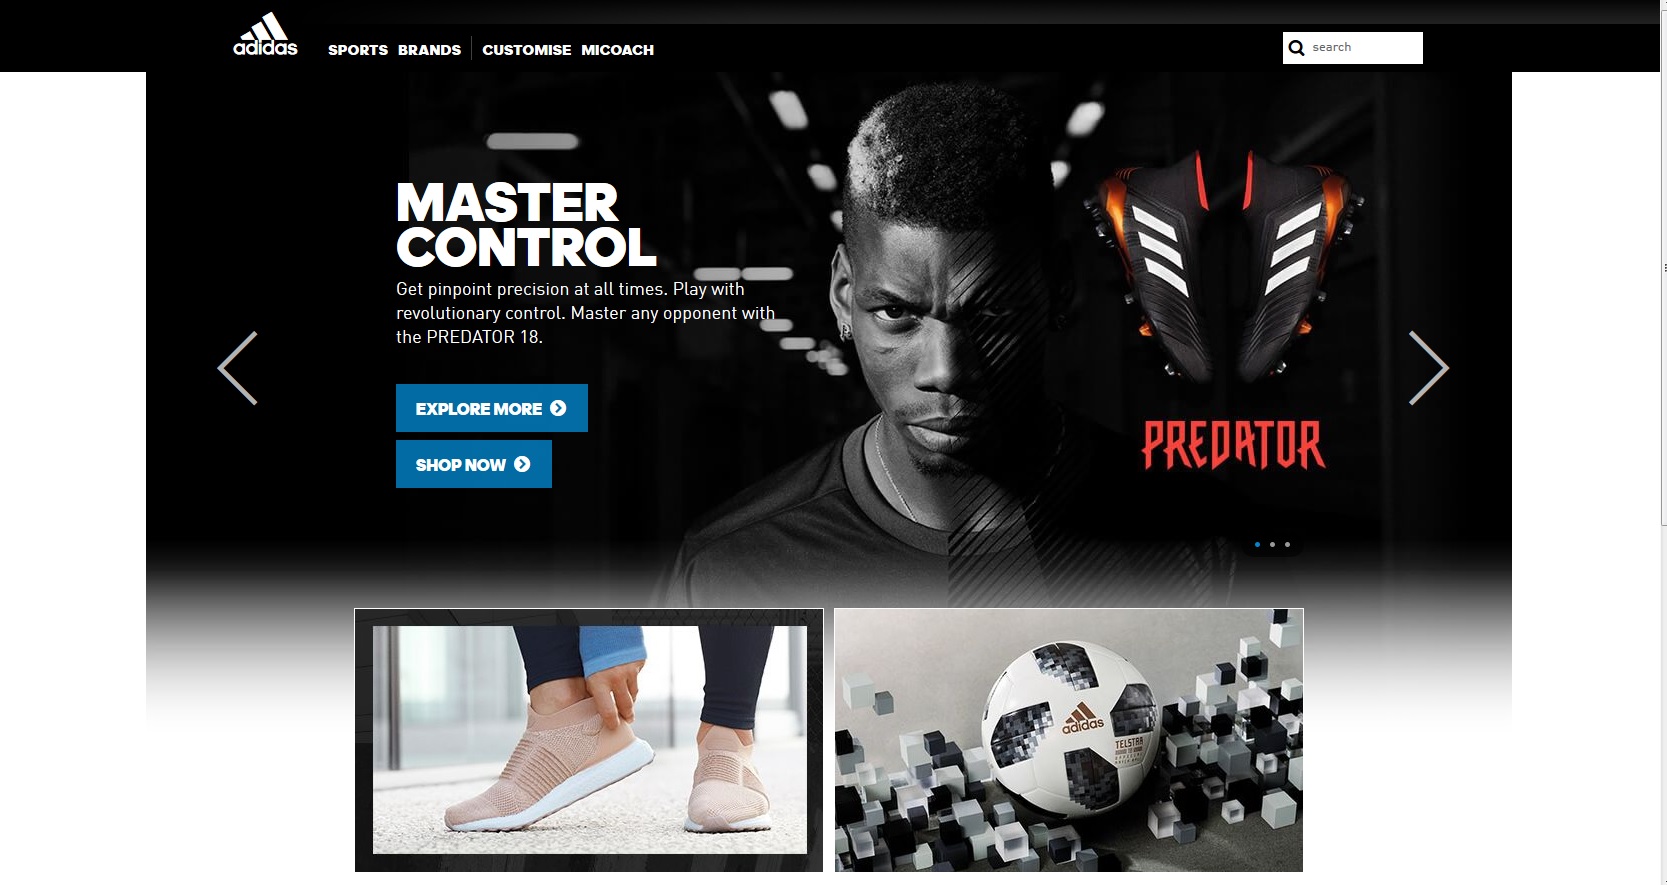 adidas
SPORTS BRANDS CUSTOMISE MICOACH
search
MASTER
CONTROL
Get pinpoint precision at all times. Play with
revolutionary control. Master any opponent with
the PREDATOR 18.
EXPLORE MORE
SHOP NOW
PREDATOR
adidas
TELSTAR